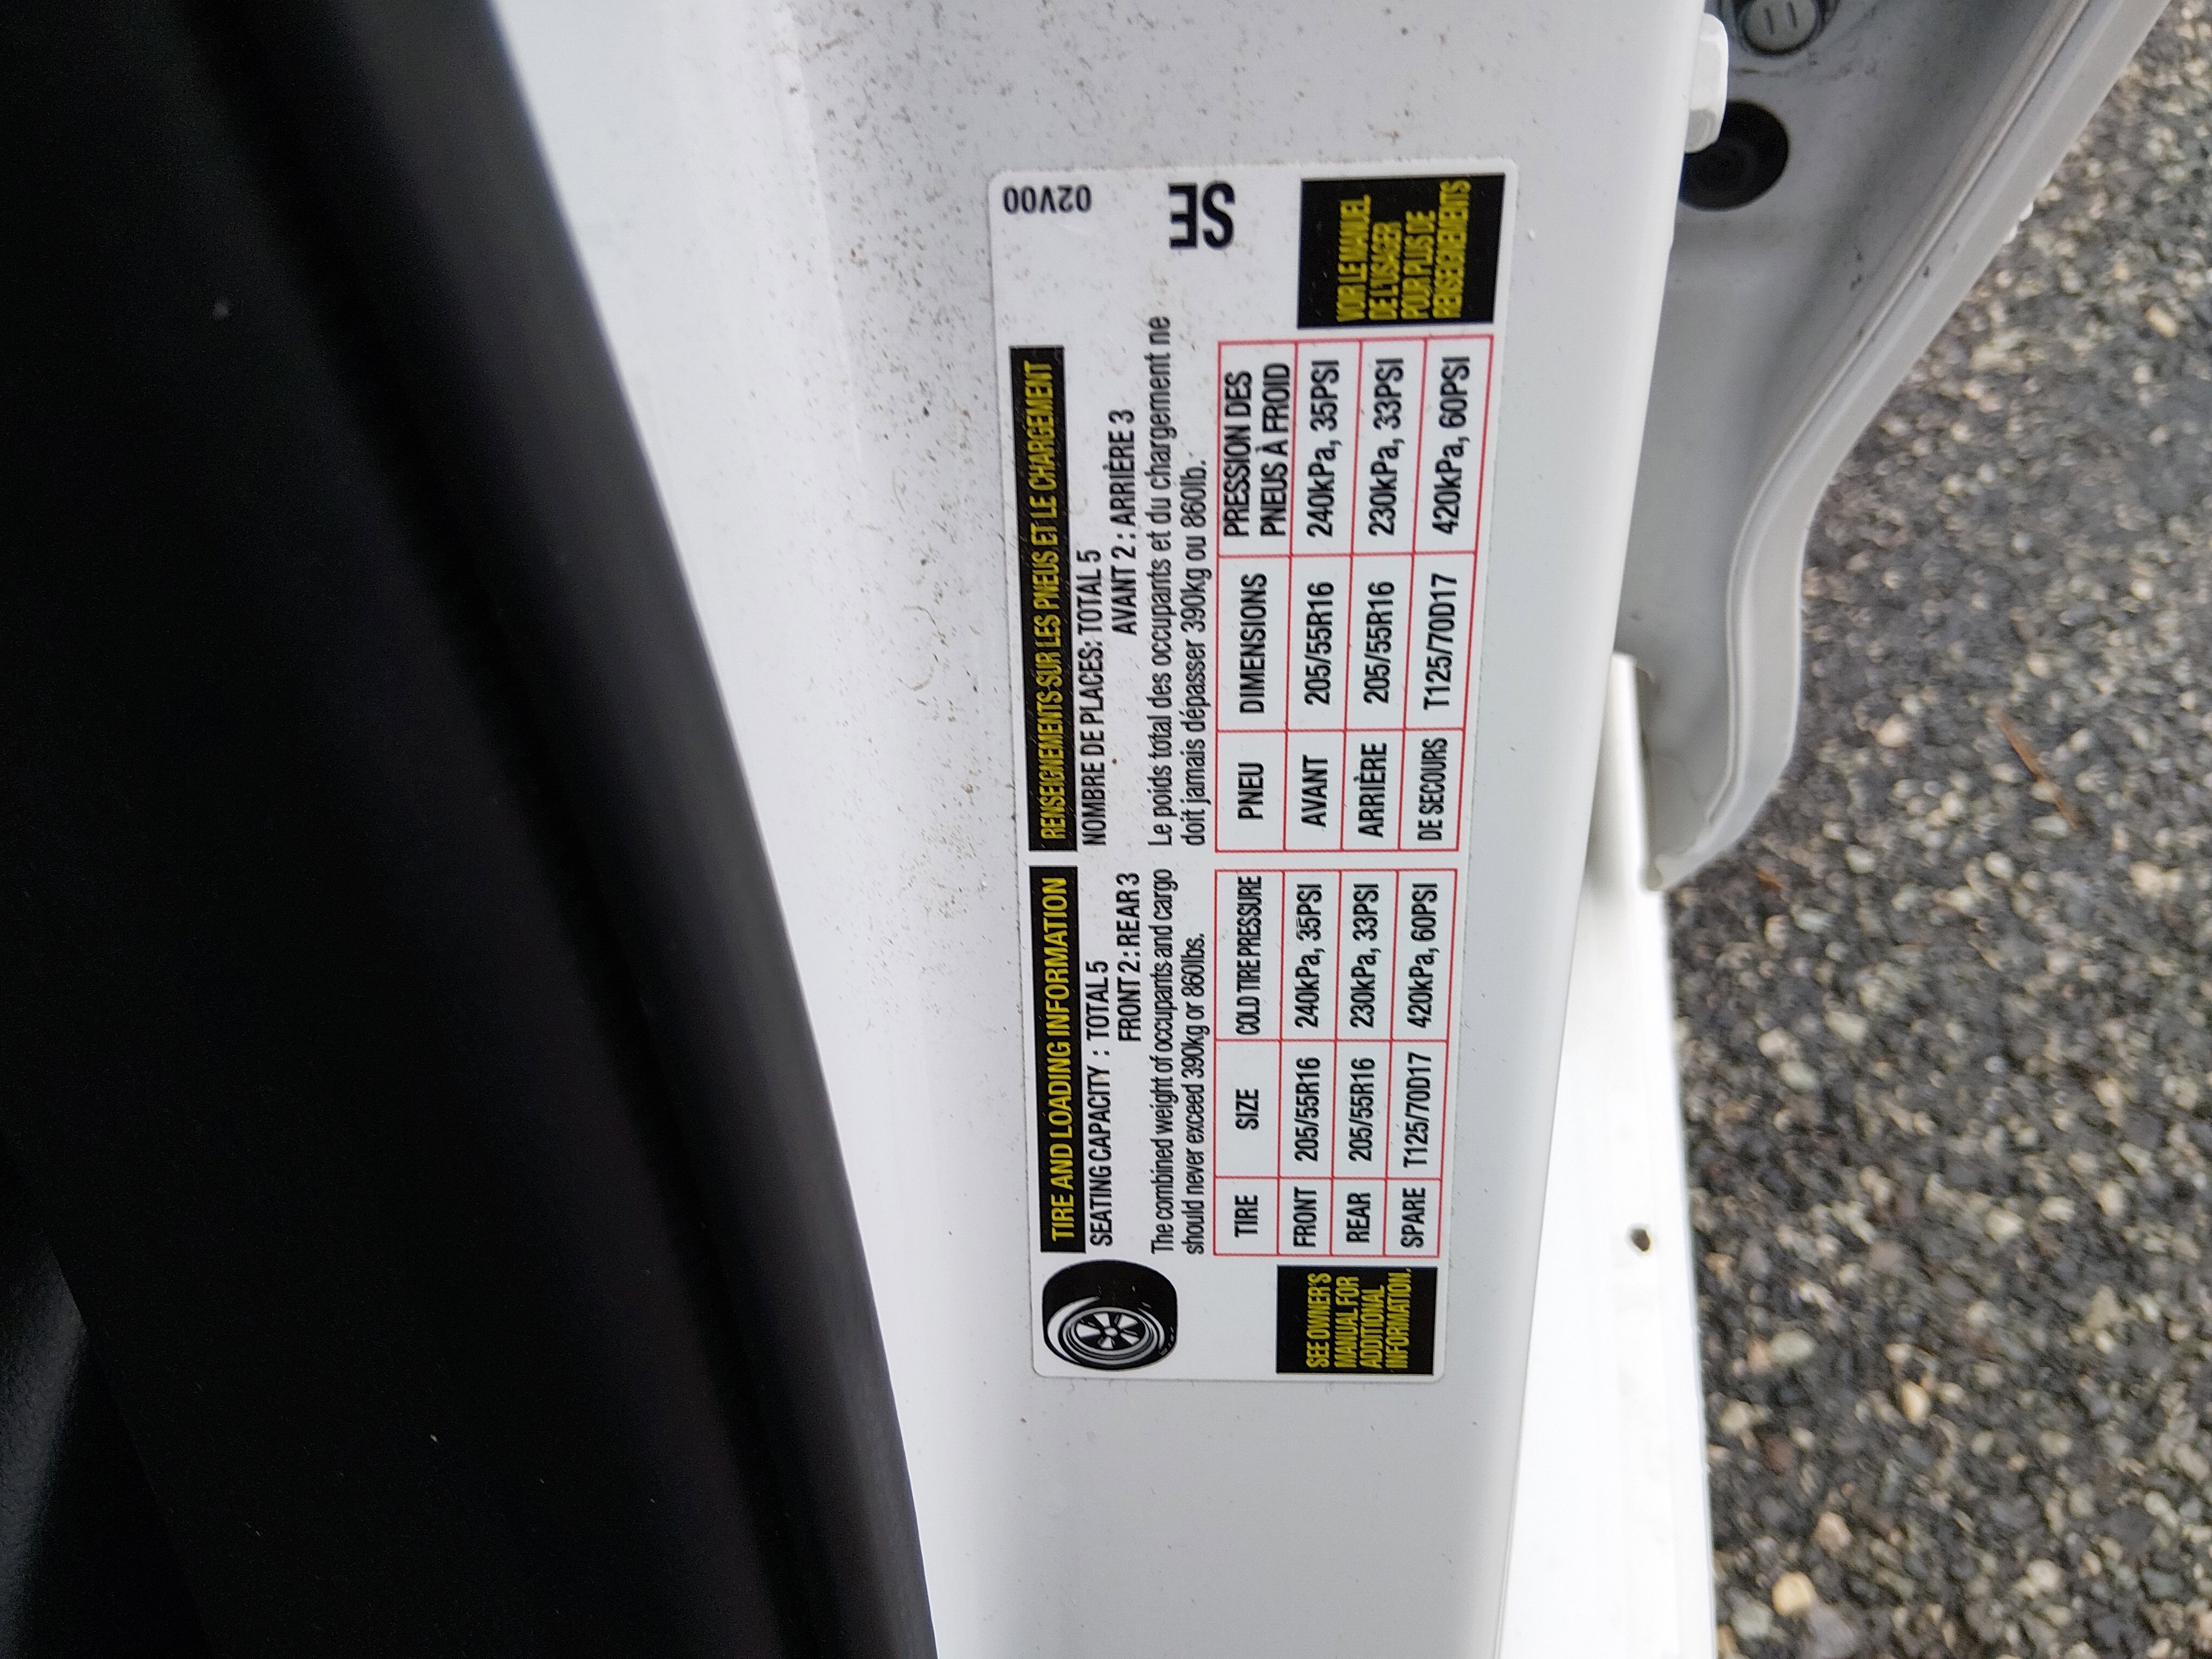 TIRE AND LOADING INFORMATION
SEATING CAPACITY : TOTAL 5
FRONT 2 : REAR 3
The combined weight of occupants and cargo
should never exceed 390kg or 860lbs.
TIRE SIZE COLD TIRE PRESSURE
FRONT 205/55R16 240kPa, 35PSI
REAR 205/55R16 230kPa, 33PSI
SPARE T125/70D17 420kPa, 60PSI
SEE OWNER'S
MANUAL FOR
ADDITIONAL
INFORMATION.
RENSEIGNEMENTS SUR LES PNEUS ET LE CHARGEMENT
NOMBRE DE PLACES: TOTAL 5
AVANT 2 : ARRIÈRE 3
Le poids total des occupants et du chargement ne
doit jamais dépasser 390kg ou 860lb.
PNEU DIMENSIONS PRESSION DES
PNEUS À FROID
AVANT 205/55R16 240kPa, 35PSI
ARRIÈRE 205/55R16 230kPa, 33PSI
DE SECOURS T125/70D17 420kPa, 60PSI
VOIR LE MANUEL
DE L'USAGER
POUR PLUS DE
RENSEIGNEMENTS
02V00
SE